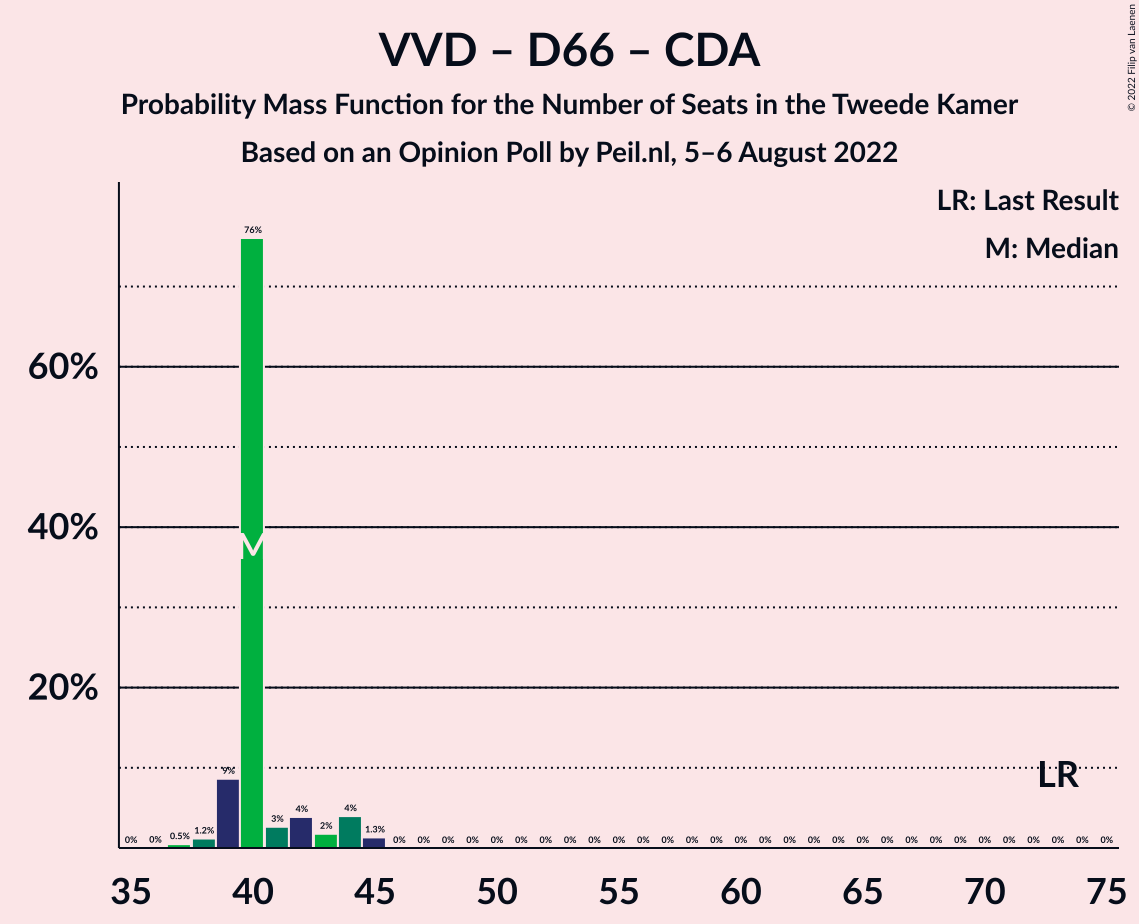 © 2022 Filip van Laenen
VVD – D66 – CDA
Probability Mass Function for the Number of Seats in the Tweede Kamer
Based on an Opinion Poll by Peil.nl, 5–6 August 2022
LR: Last Result
M: Median
60%
40%
20%
0% 0% 0.5% 1.2% 9% 76% 3% 4% 2% 4% 1.3% 0% 0% 0% 0% 0% 0% 0% 0% 0% 0% 0% 0% 0% 0% 0% 0% 0% 0% 0% 0% 0% 0% 0% 0% 0% 0% 0% 0% 0% 0%
M
LR
35 40 45 50 55 60 65 70 75